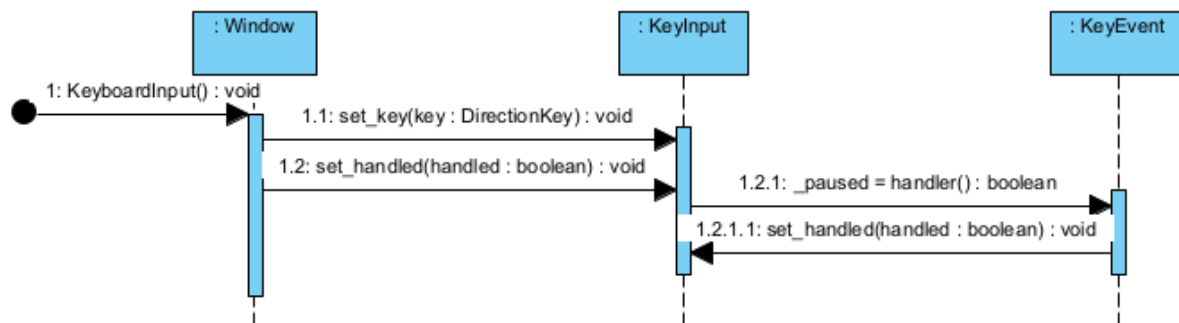 : Window
: KeyInput
: KeyEvent
1: KeyboardInput() : void
1.1: set_key(key : DirectionKey) : void
1.2: set_handled(handled : boolean) : void
1.2.1: _paused = handler() : boolean
1.2.1.1: set_handled(handled : boolean) : void